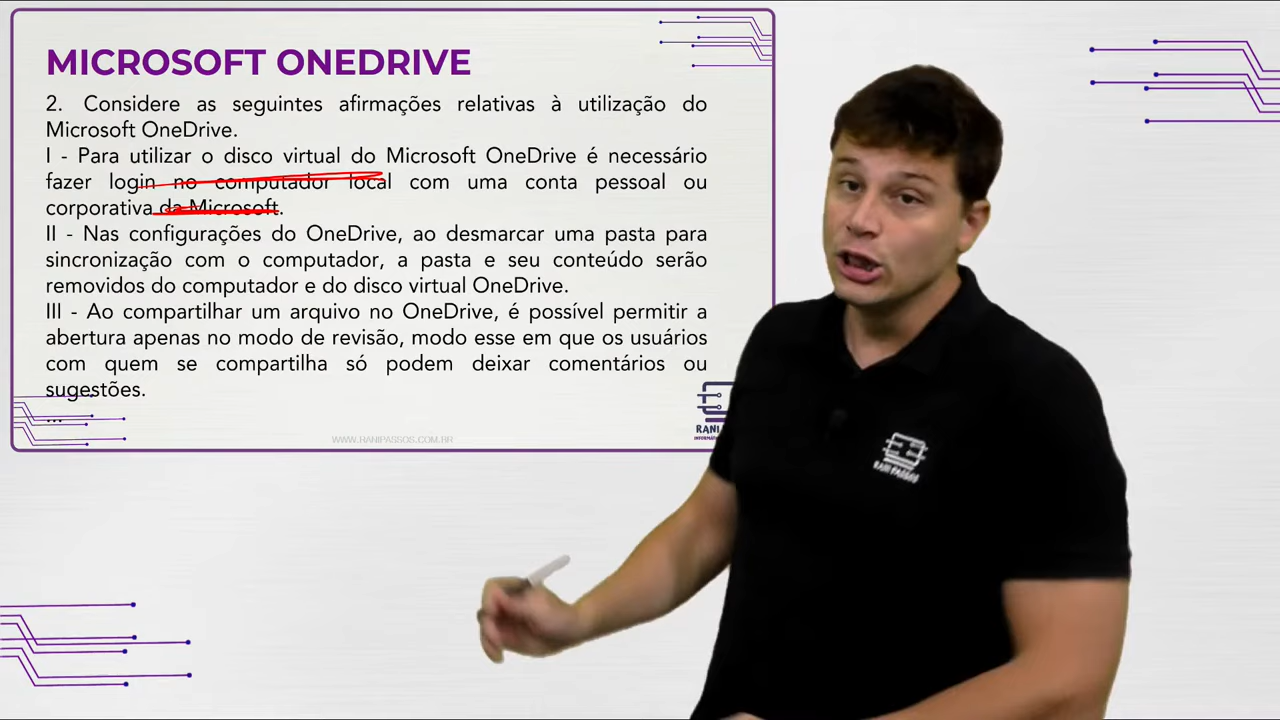 MICROSOFT ONEDRIVE
2. Considere as seguintes afirmações relativas à utilização do
Microsoft OneDrive.
I - Para utilizar o disco virtual do Microsoft OneDrive é necessário
fazer login no computador local com uma conta pessoal ou
corporativa da Microsoft.
II - Nas configurações do OneDrive, ao desmarcar uma pasta para
sincronização com o computador, a pasta e seu conteúdo serão
removidos do computador e do disco virtual OneDrive.
III - Ao compartilhar um arquivo no OneDrive, é possível permitir a
abertura apenas no modo de revisão, modo esse em que os usuários
com quem se compartilha só podem deixar comentários ou
sugestões.
...
WWW.RANIPASSOS.COM.BR
RANI
RANI PASSOS